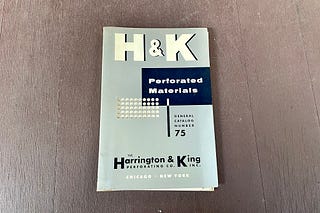 H & K
Perforated
Materials
GENERAL
CATALOG
NUMBER
75
THE
Harrington & King
PERFORATING CO. INC.
CHICAGO - NEW YORK